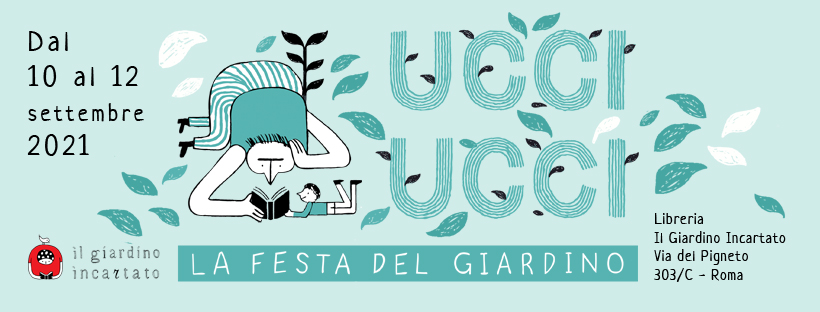 Dal
10 al 12
settembre
2021
UCCI
UCCI
il giardino
incartato
LA FESTA DEL GIARDINO
Libreria
Il Giardino Incartato
Via del Pigneto
303/C - Roma